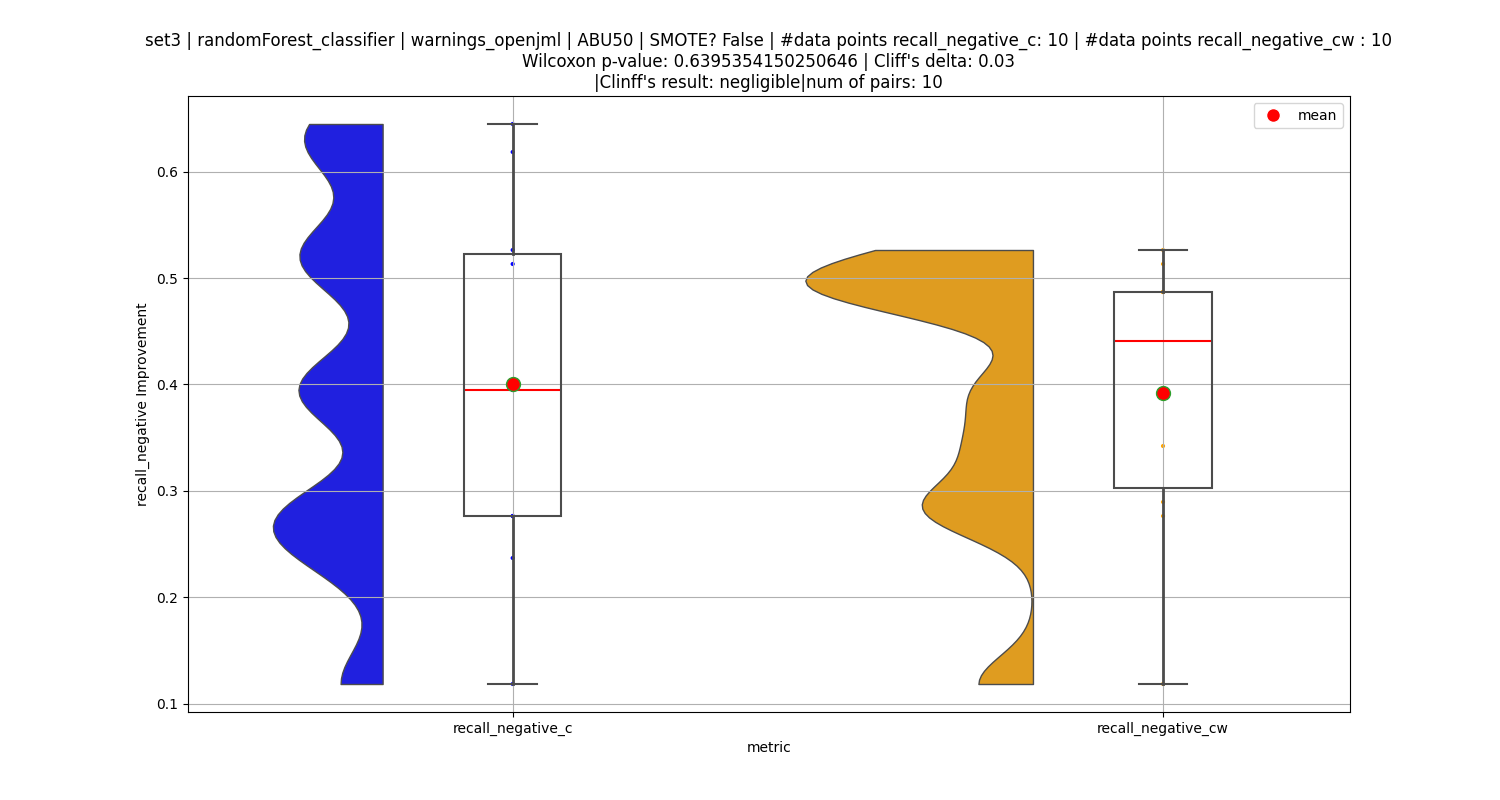 set3 | randomForest_classifier | warnings_openjml | ABU50 | SMOTE? False | #data points recall_negative_c: 10 | #data points recall_negative_cw : 10
Wilcoxon p-value: 0.6395354150250646 | Cliff's delta: 0.03
|Clinff's result: negligible|num of pairs: 10
mean
0.6
0.5
0.4
0.3
0.2
0.1
recall_negative Improvement
recall_negative_c
recall_negative_cw
metric